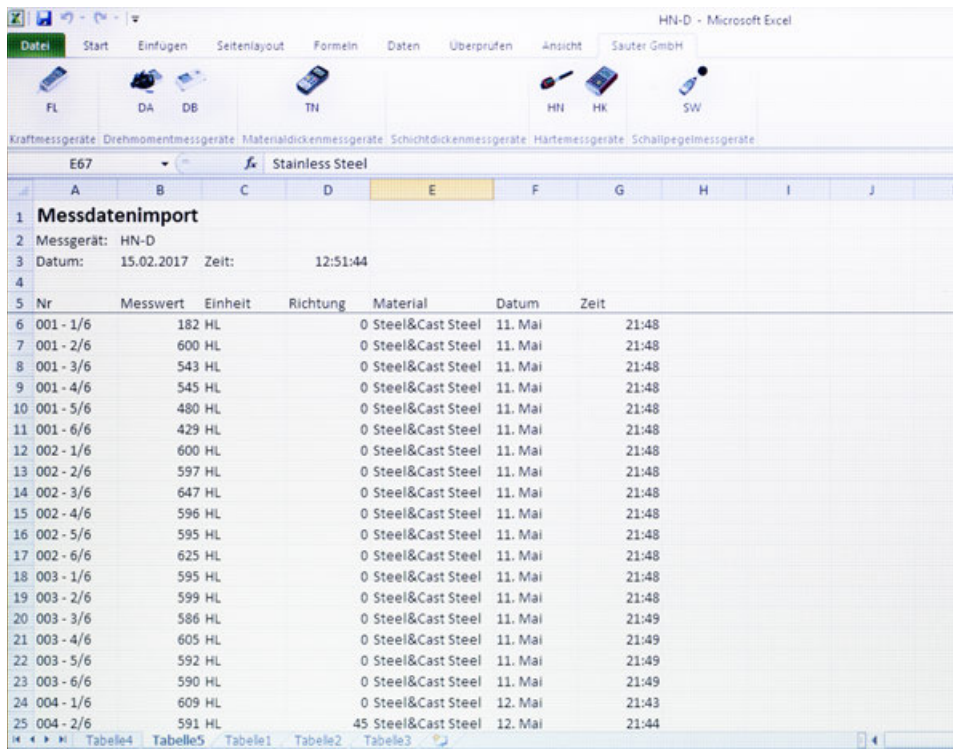 HN-D - Microsoft Excel
Datei Start Einfügen Seitenlayout Formeln Daten Überprüfen Ansicht Sauter GmbH
FL DA DB TN HN HK SW
Kraftmessgeräte Drehmomentmessgeräte Materialdickenmessgeräte Schichtdickenmessgeräte Härtemessgeräte Schallpegelmessgeräte
E67 fx Stainless Steel
A B C D E F G H I J
1 Messdatenimport
2 Messgerät: HN-D
3 Datum: 15.02.2017 Zeit: 12:51:44
4
5 Nr Messwert Einheit Richtung Material Datum Zeit
6 001 - 1/6 182 HL 0 Steel&Cast Steel 11. Mai 21:48
7 001 - 2/6 600 HL 0 Steel&Cast Steel 11. Mai 21:48
8 001 - 3/6 543 HL 0 Steel&Cast Steel 11. Mai 21:48
9 001 - 4/6 545 HL 0 Steel&Cast Steel 11. Mai 21:48
10 001 - 5/6 480 HL 0 Steel&Cast Steel 11. Mai 21:48
11 001 - 6/6 429 HL 0 Steel&Cast Steel 11. Mai 21:48
12 002 - 1/6 600 HL 0 Steel&Cast Steel 11. Mai 21:48
13 002 - 2/6 597 HL 0 Steel&Cast Steel 11. Mai 21:48
14 002 - 3/6 647 HL 0 Steel&Cast Steel 11. Mai 21:48
15 002 - 4/6 596 HL 0 Steel&Cast Steel 11. Mai 21:48
16 002 - 5/6 595 HL 0 Steel&Cast Steel 11. Mai 21:48
17 002 - 6/6 625 HL 0 Steel&Cast Steel 11. Mai 21:48
18 003 - 1/6 595 HL 0 Steel&Cast Steel 11. Mai 21:48
19 003 - 2/6 599 HL 0 Steel&Cast Steel 11. Mai 21:48
20 003 - 3/6 586 HL 0 Steel&Cast Steel 11. Mai 21:49
21 003 - 4/6 605 HL 0 Steel&Cast Steel 11. Mai 21:49
22 003 - 5/6 592 HL 0 Steel&Cast Steel 11. Mai 21:49
23 003 - 6/6 590 HL 0 Steel&Cast Steel 11. Mai 21:49
24 004 - 1/6 609 HL 0 Steel&Cast Steel 12. Mai 21:43
25 004 - 2/6 591 HL 45 Steel&Cast Steel 12. Mai 21:44
Tabelle4 Tabelle5 Tabelle1 Tabelle2 Tabelle3